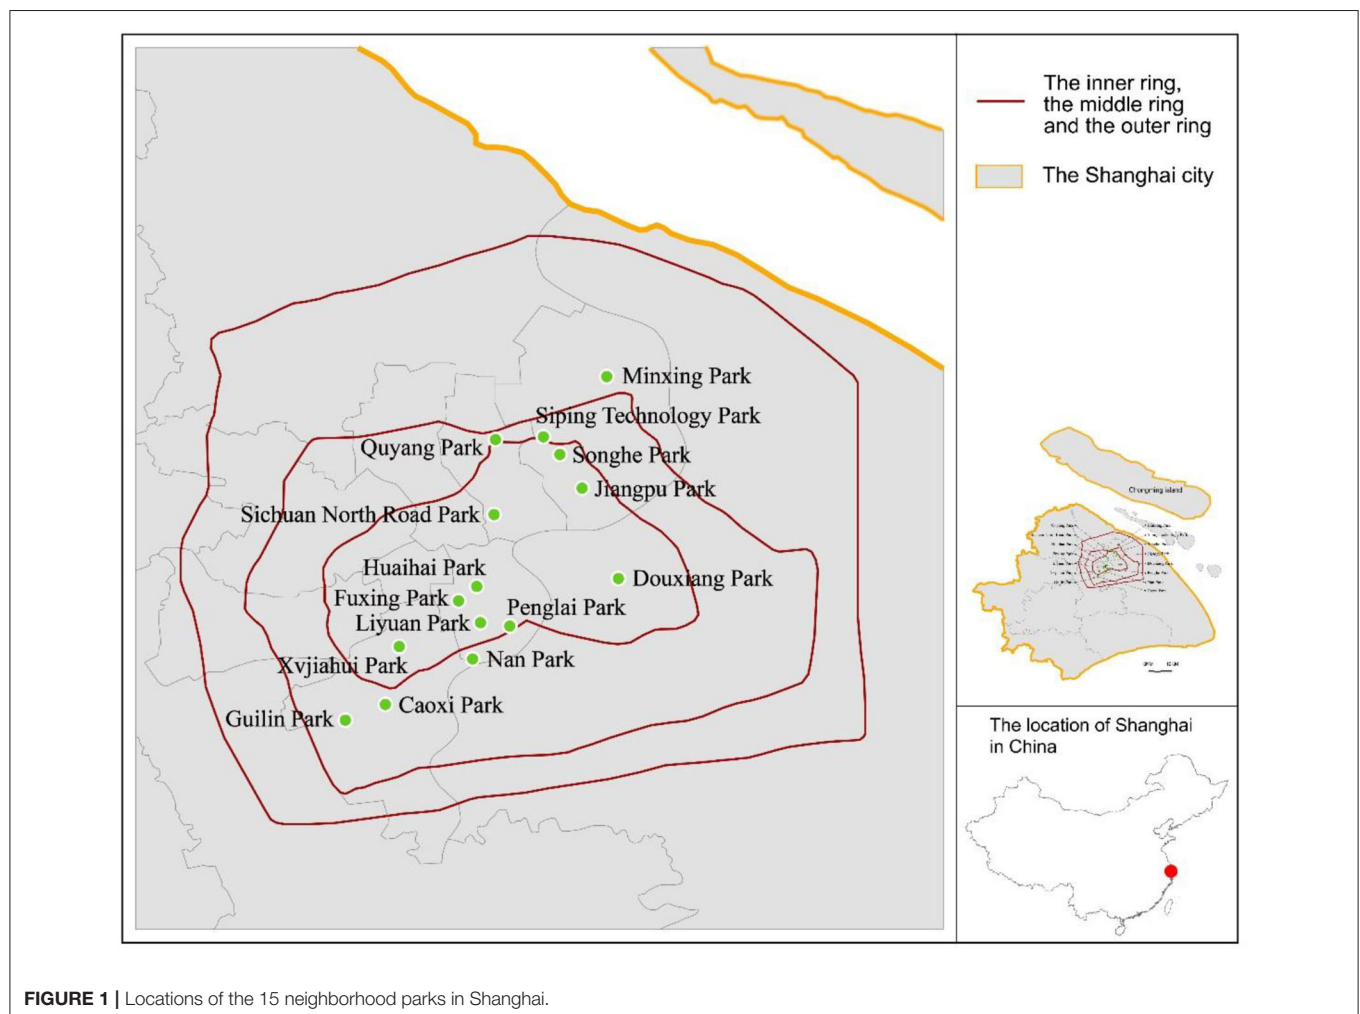 The inner ring,
the middle ring
and the outer ring
The Shanghai city
Minxing Park
Siping Technology Park
Quyang Park
Songhe Park
Jiangpu Park
Sichuan North Road Park
Huaihai Park
Douxiang Park
Fuxing Park
Penglai Park
Liyuan Park
Xvjiahui Park
Nan Park
Caoxi Park
Guilin Park
Chongming island
The location of Shanghai
in China
FIGURE 1 | Locations of the 15 neighborhood parks in Shanghai.